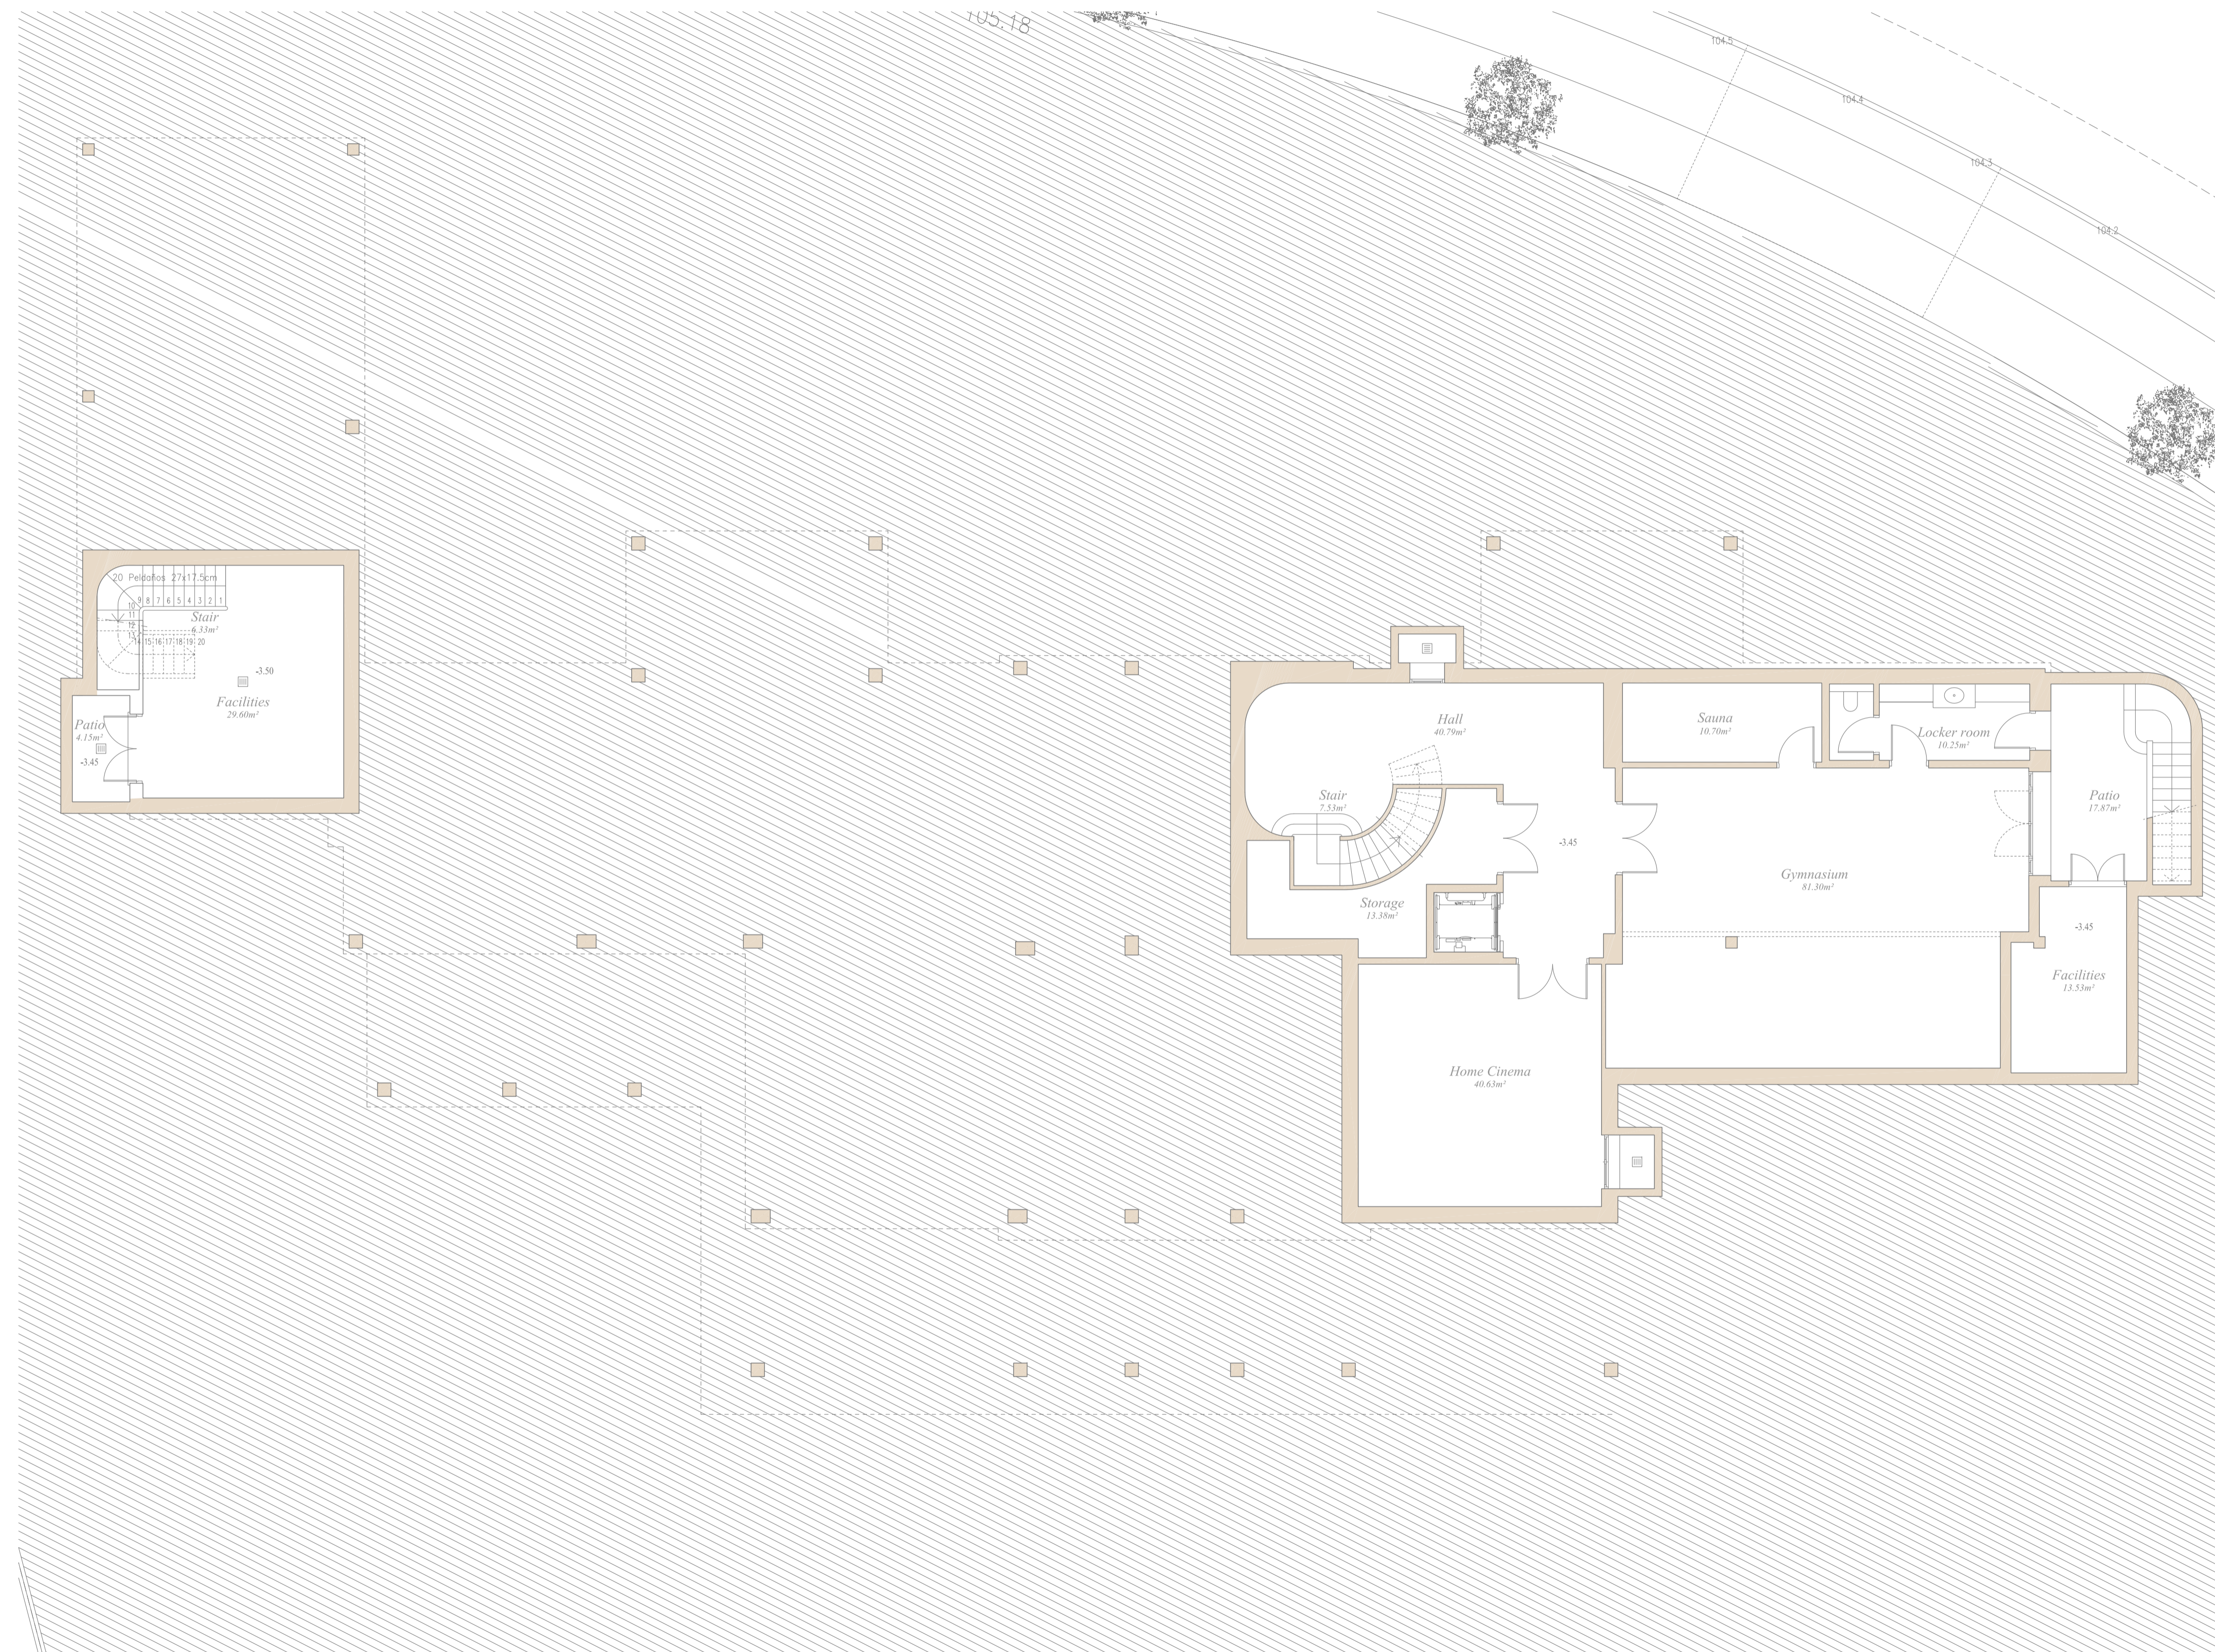 105.18
104.5
104.4
104.3
104.2
20 Peldaños 27x17.5cm
9 8 7 6 5 4 3 2 1
10
11
12
13
14 15 16 17 18 19 20
Stair
6.33m²
-3.50
Facilities
29.60m²
Patio
4.15m²
-3.45
Hall
40.79m²
Stair
7.53m²
-3.45
Storage
13.38m²
Home Cinema
40.63m²
Sauna
10.70m²
Locker room
10.25m²
Gymnasium
81.30m²
Patio
17.87m²
-3.45
Facilities
13.53m²